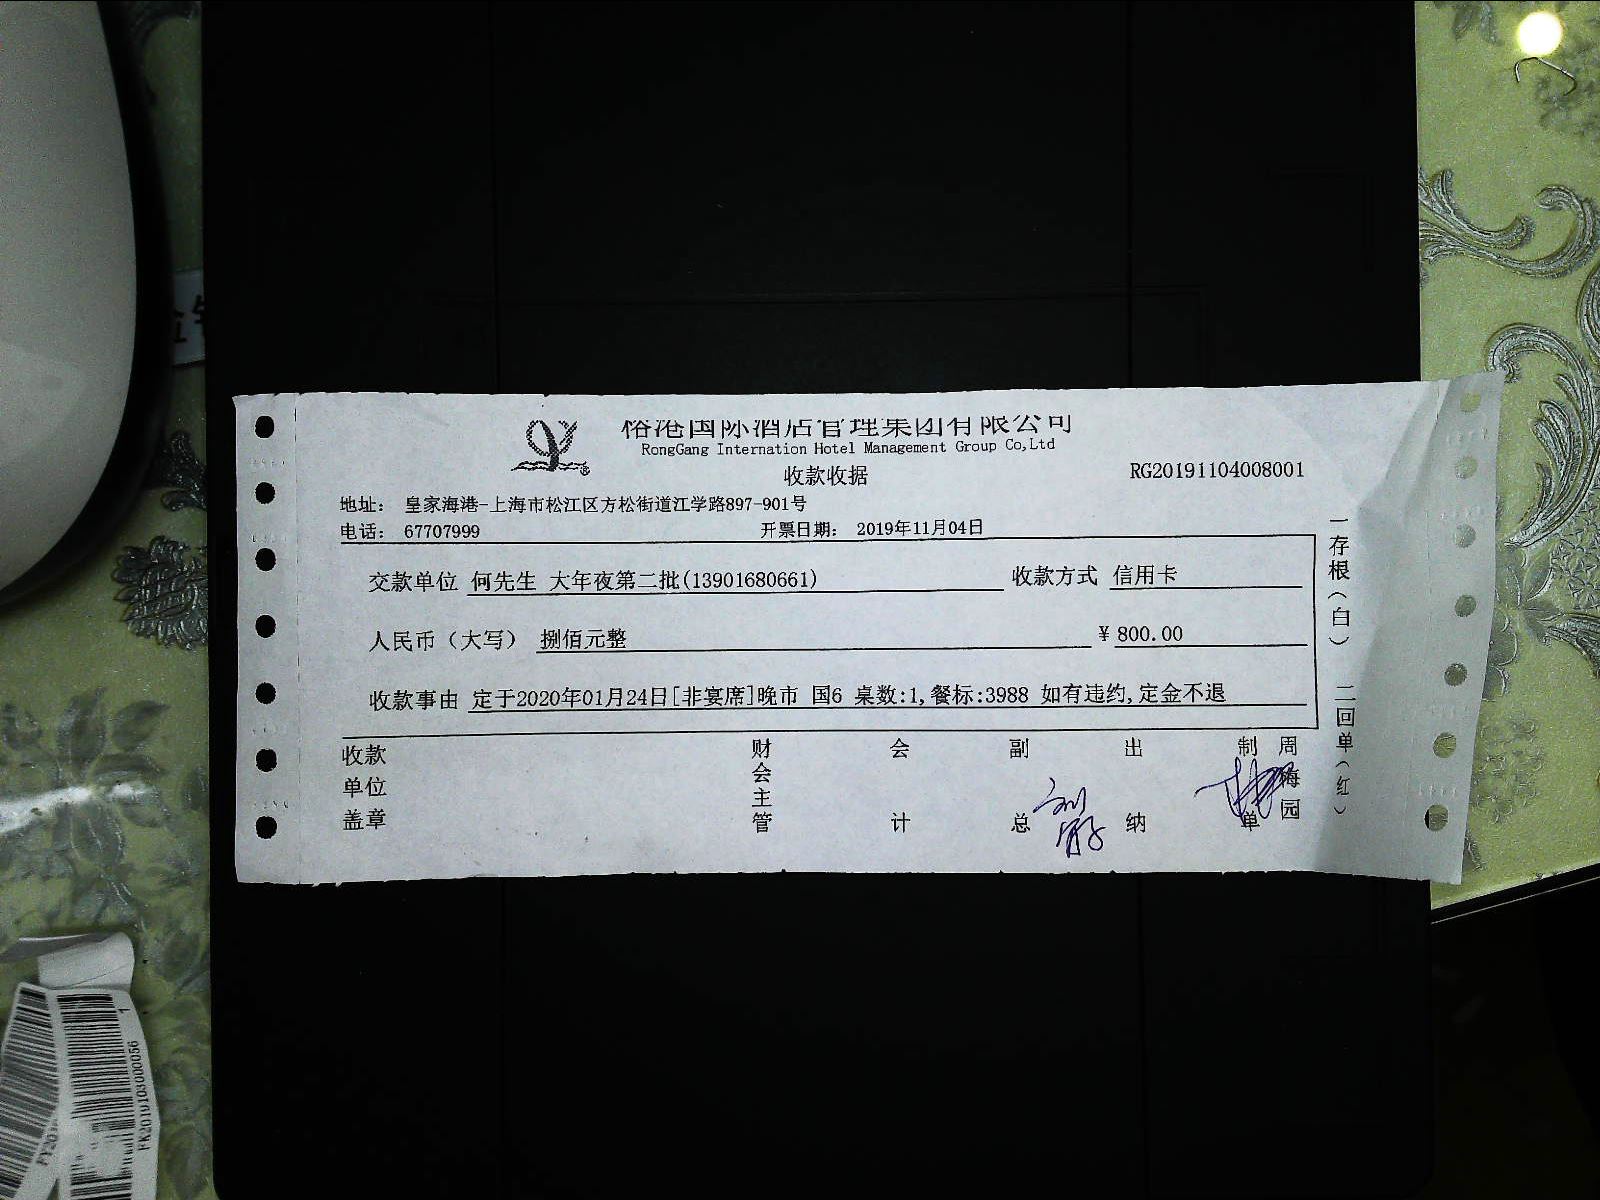 榕港国际酒店管理集团有限公司
RongGang Internation Hotel Management Group Co,Ltd
收款收据
RG20191104008001
地址： 皇家海港-上海市松江区方松街道江学路897-901号
电话： 67707999 开票日期： 2019年11月04日
交款单位 何先生 大年夜第二批(13901680661) 收款方式 信用卡
人民币（大写） 捌佰元整 ￥800.00
收款事由 定于2020年01月24日[非宴席]晚市 国6 桌数:1,餐标:3988 如有违约,定金不退
收款单位盖章 财会主管 会计 副总 出纳 制单 周梅园
一存根（白） 二回单（红）
FK20191030000056